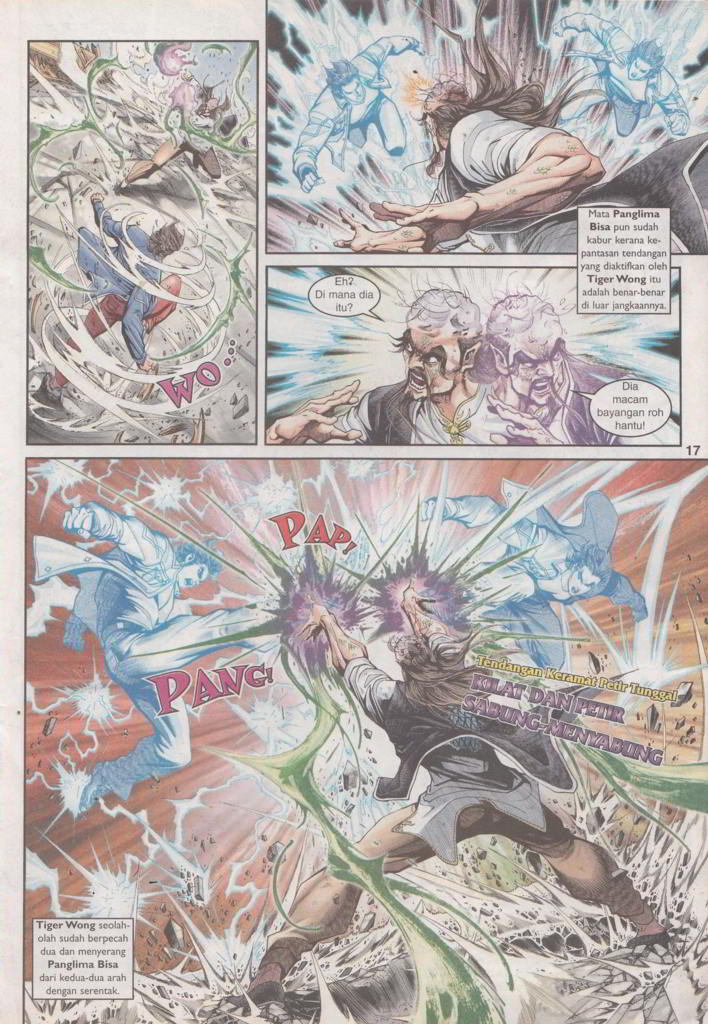 WO...
Mata Panglima
Bisa pun sudah
kabur kerana ke-
pantasan tendangan
yang diaktifkan oleh
Tiger Wong itu
adalah benar-benar
di luar jangkaannya.
Eh?
Di mana dia
itu?
Dia
macam
bayangan roh
hantu!
17
PAP!
PANG!
Tendangan Keramat Petir Tunggal
KILAT DAN PETIR
SABUNG-MENYABUNG
Tiger Wong seolah-
olah sudah berpecah
dua dan menyerang
Panglima Bisa
dari kedua-dua arah
dengan serentak.